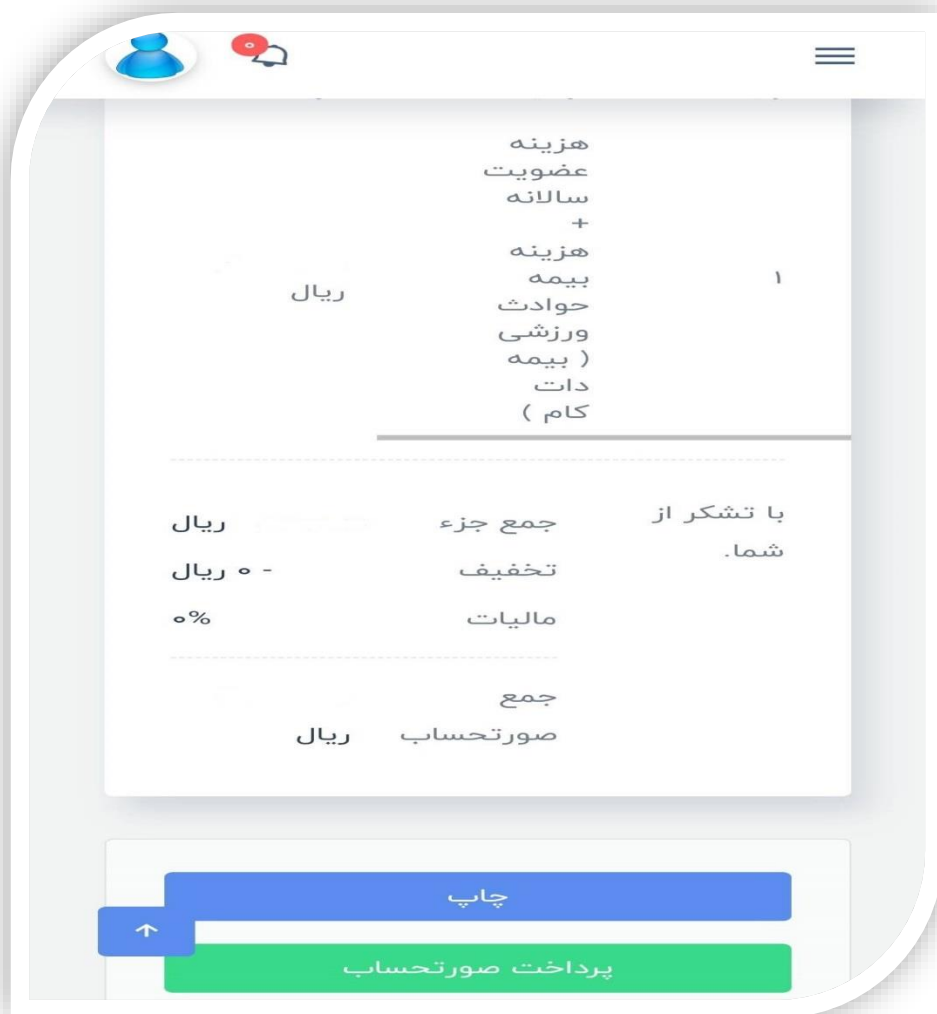 ۰
هزینه
عضویت
سالانه
+
هزینه
بیمه
حوادث
ورزشی
( بیمه
دات
کام )
۱
ریال
با تشکر از
شما.
جمع جزء ریال
تخفیف - ۰ ریال
مالیات ۰%
جمع
صورتحساب ریال
چاپ
پرداخت صورتحساب